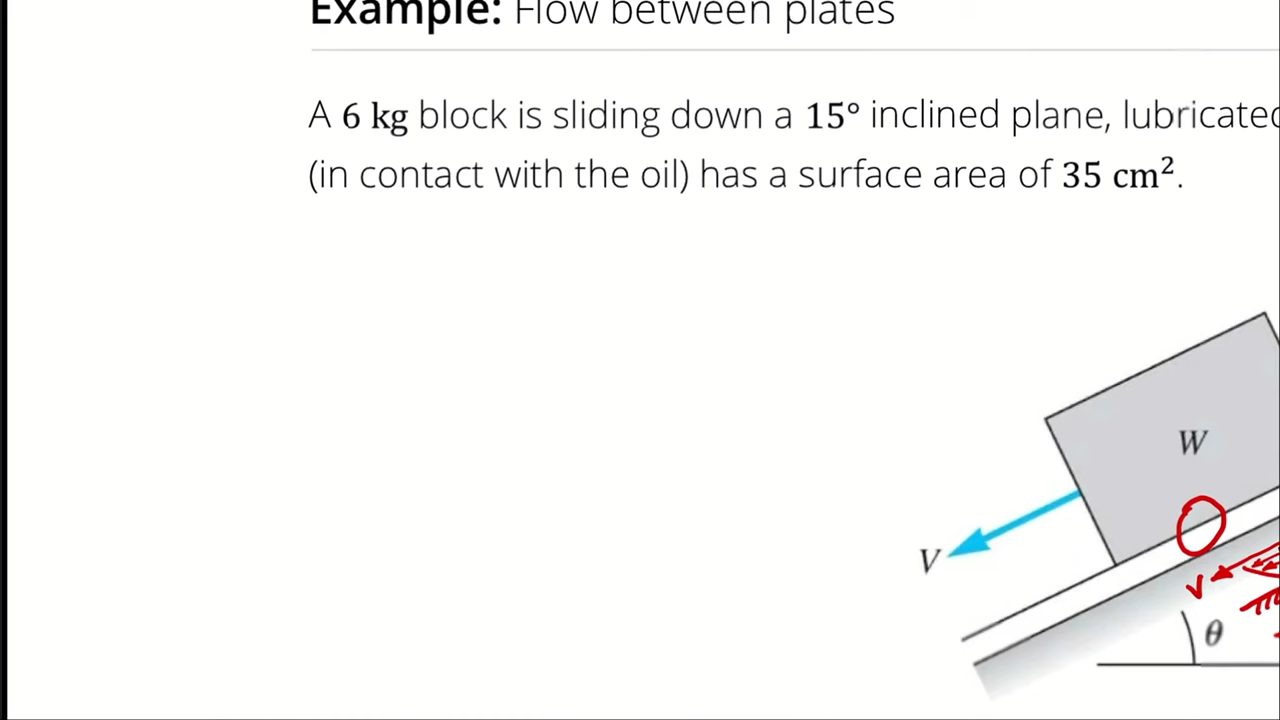 Example: Flow between plates
A 6 kg block is sliding down a 15° inclined plane, lubricated
(in contact with the oil) has a surface area of 35 cm².
W
V
V
θ